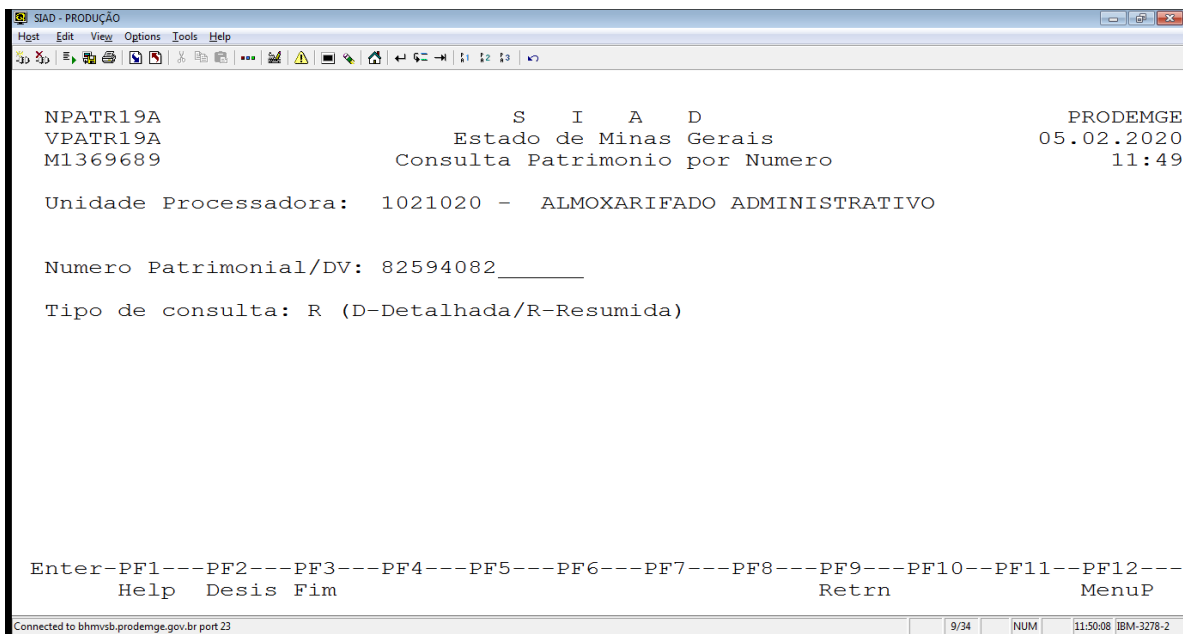 SIAD - PRODUÇÃO
Host Edit View Options Tools Help
NPATR19A S I A D PRODEMGE
VPATR19A Estado de Minas Gerais 05.02.2020
M1369689 Consulta Patrimonio por Numero 11:49
Unidade Processadora: 1021020 - ALMOXARIFADO ADMINISTRATIVO
Numero Patrimonial/DV: 82594082______
Tipo de consulta: R (D-Detalhada/R-Resumida)
Enter-PF1---PF2---PF3---PF4---PF5---PF6---PF7---PF8---PF9---PF10--PF11--PF12---
Help Desis Fim Retrn MenuP
Connected to bhmvsb.prodemge.gov.br port 23 9/34 NUM 11:50:08 IBM-3278-2